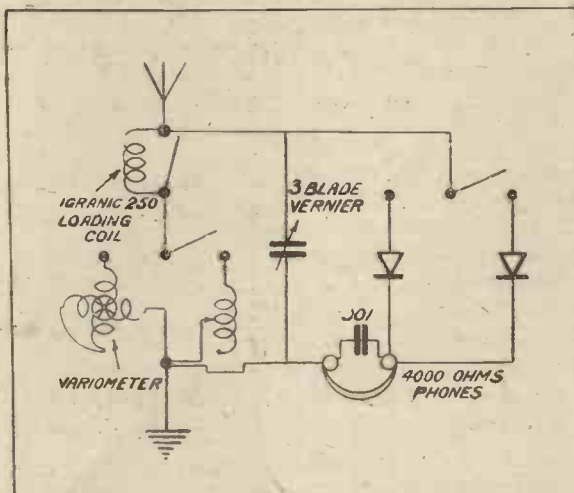 IGRANIC 250
LOADING
COIL
3 BLADE
VERNIER
VARIOMETER
.001
4000 OHMS
PHONES